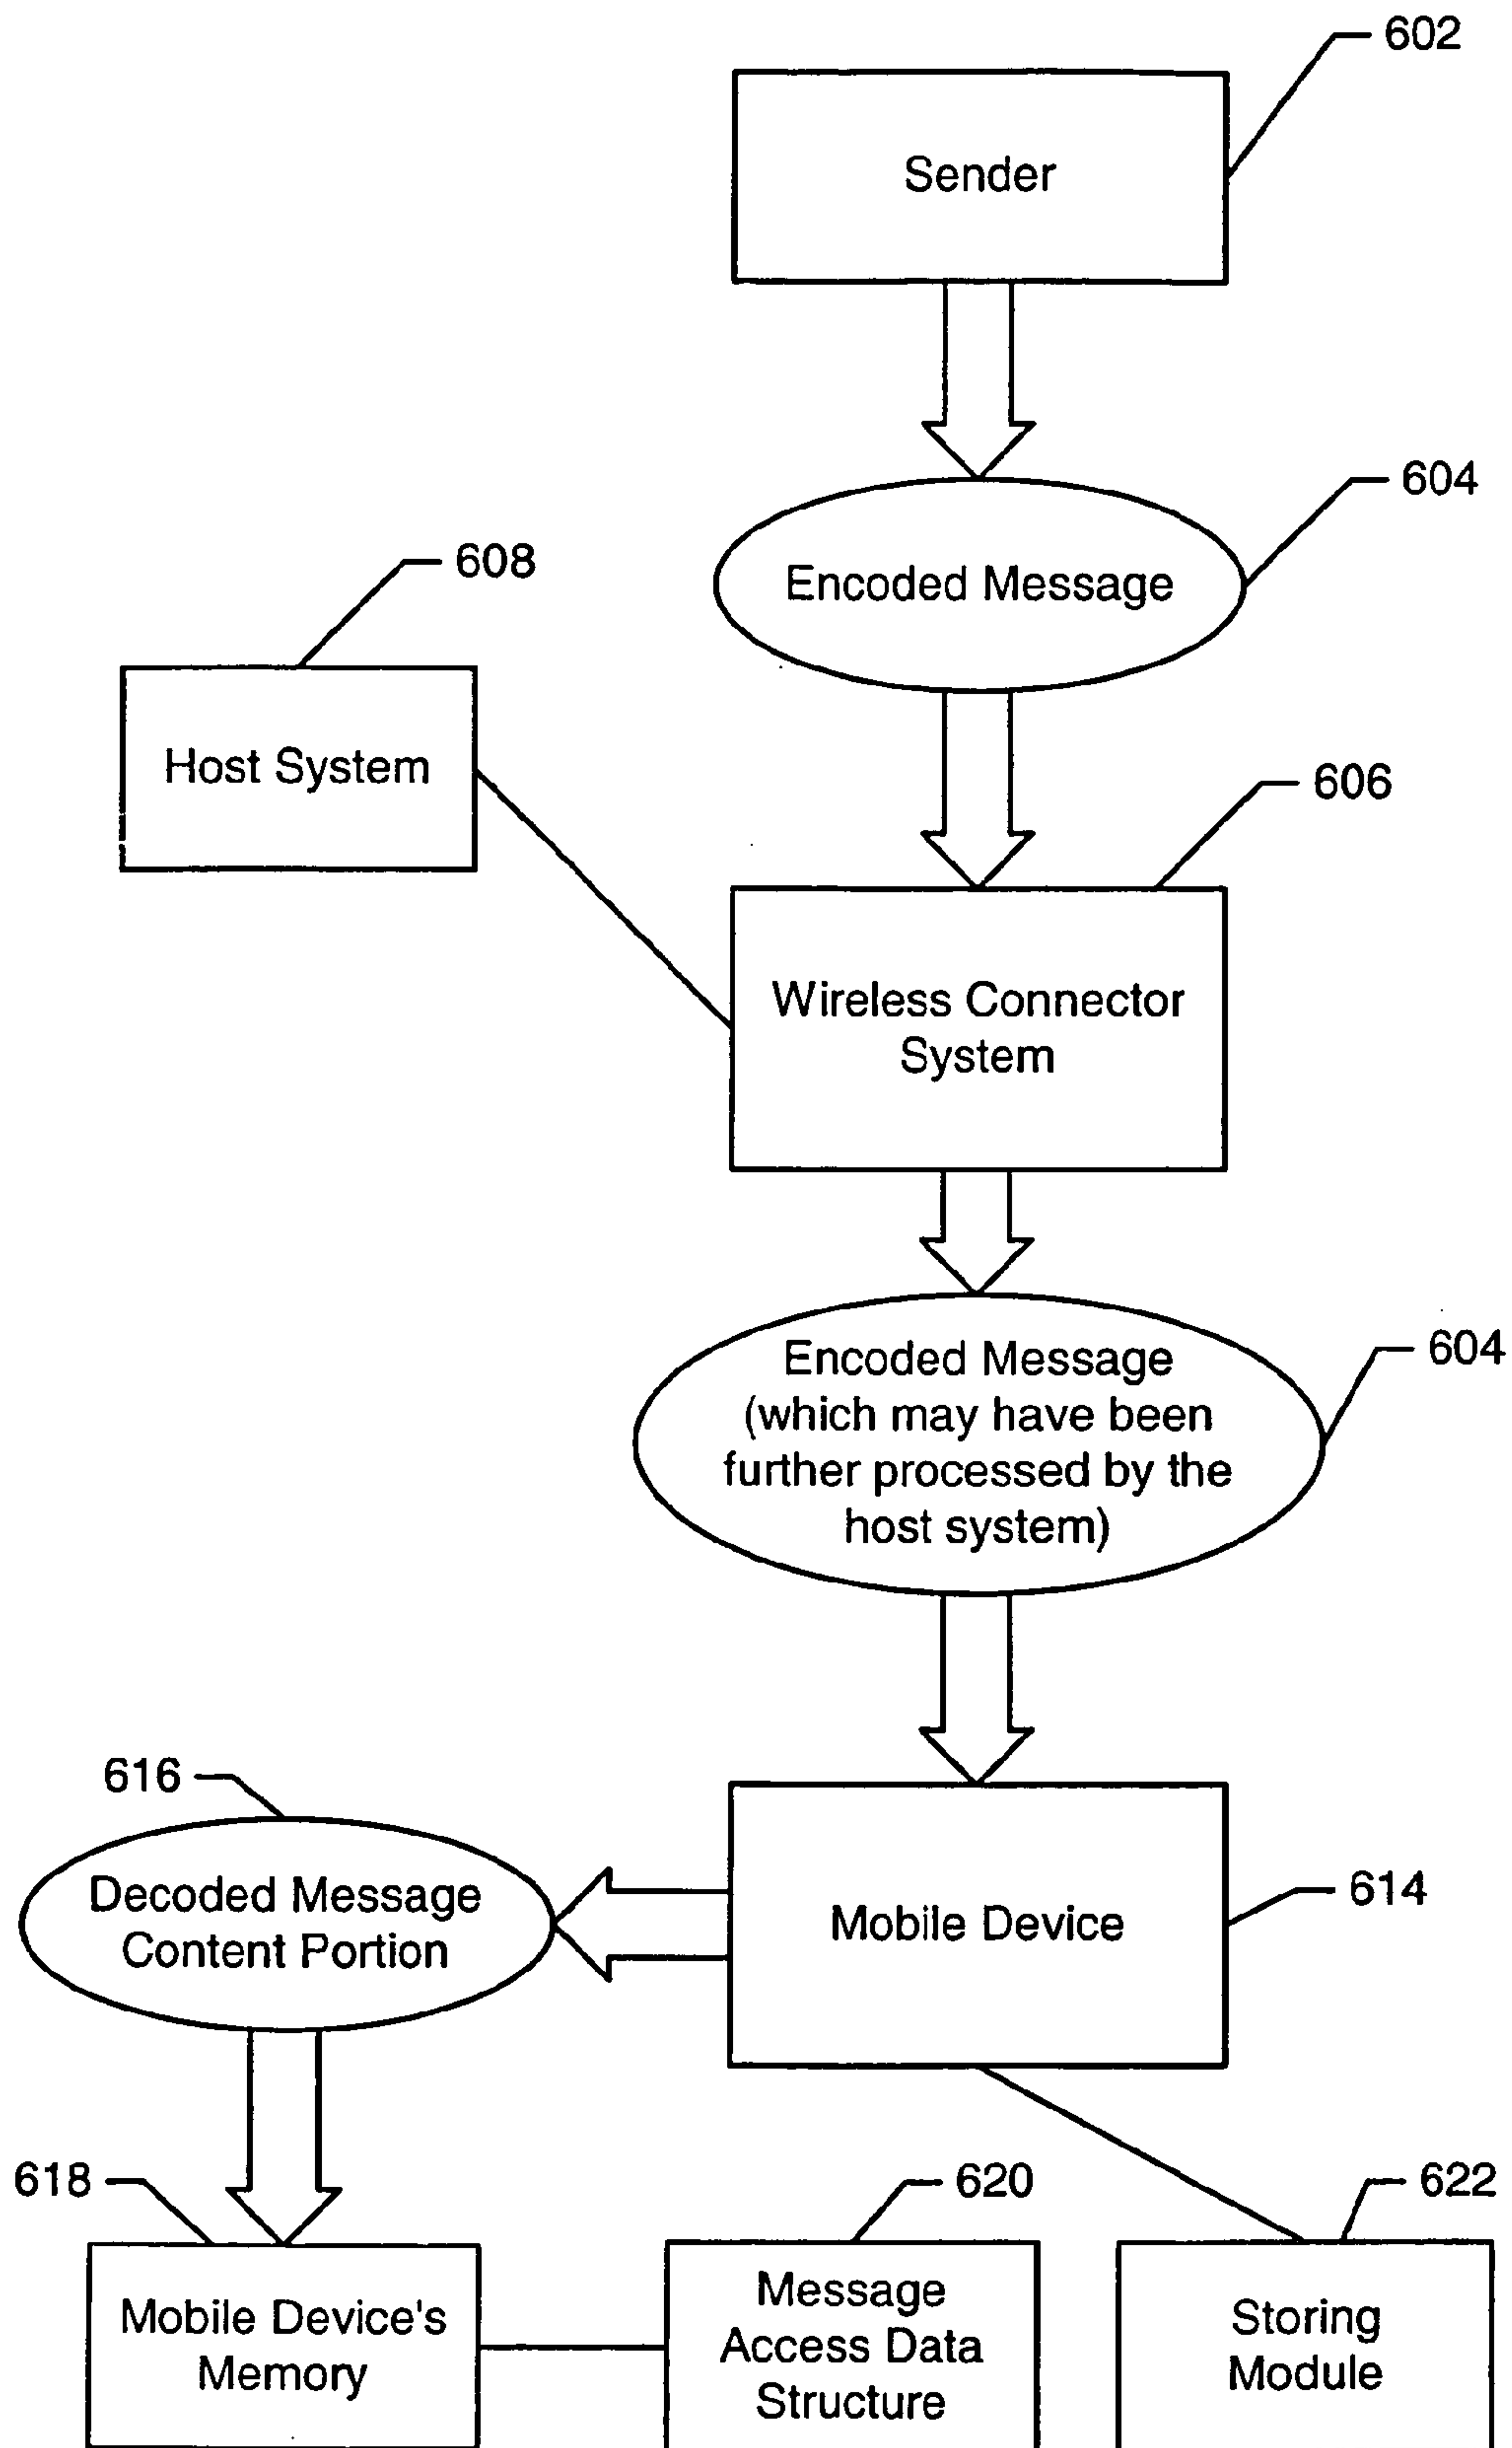 602
Sender
604
Encoded Message
608
Host System
606
Wireless Connector
System
604
Encoded Message
(which may have been
further processed by the
host system)
616
Decoded Message
Content Portion
614
Mobile Device
618
Mobile Device's
Memory
620
Message
Access Data
Structure
622
Storing
Module